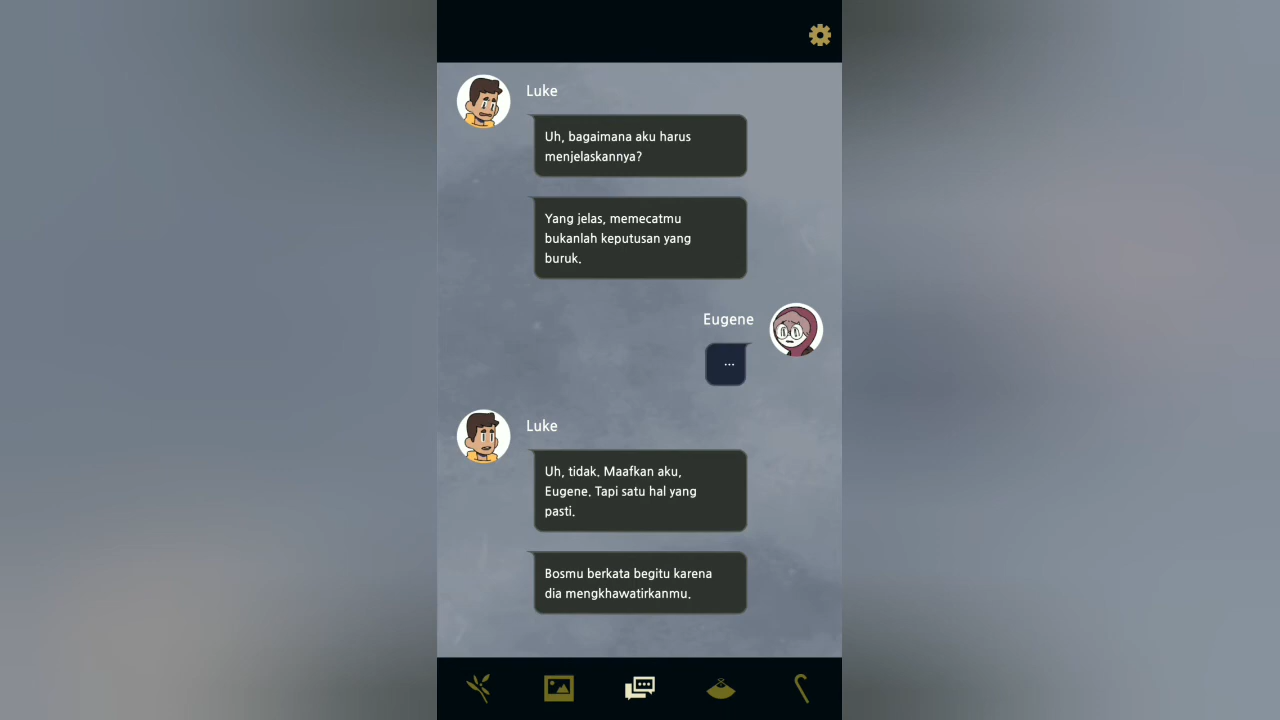 Luke
Uh, bagaimana aku harus
menjelaskannya?
Yang jelas, memecatmu
bukanlah keputusan yang
buruk.
Eugene
...
Luke
Uh, tidak. Maafkan aku,
Eugene. Tapi satu hal yang
pasti.
Bosmu berkata begitu karena
dia mengkhawatirkanmu.